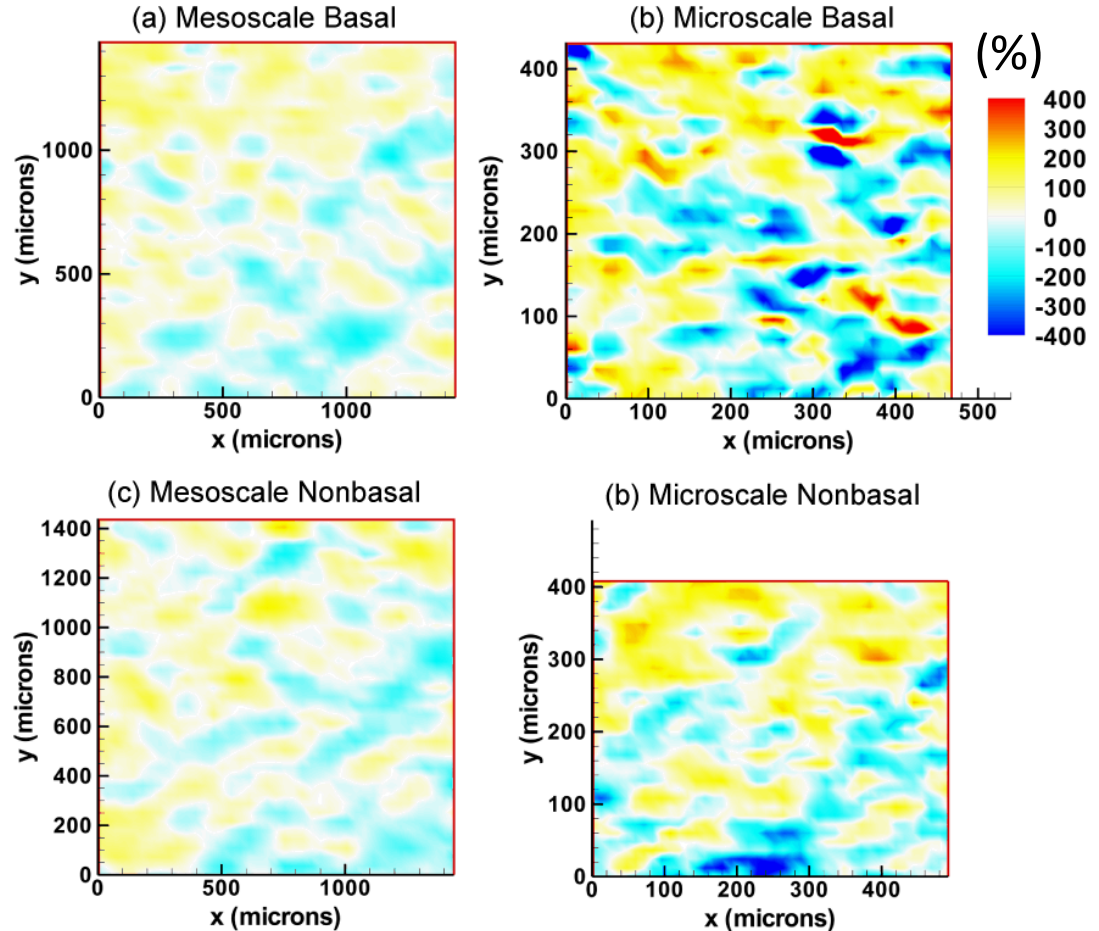 (a) Mesoscale Basal
(b) Microscale Basal
(%)
y (microns)
1000
500
0
0 500 1000
x (microns)
y (microns)
400
300
200
100
0
0 100 200 300 400 500
x (microns)
400
300
200
100
0
-100
-200
-300
-400
(c) Mesoscale Nonbasal
(b) Microscale Nonbasal
y (microns)
1400
1200
1000
800
600
400
200
0
0 500 1000
x (microns)
y (microns)
400
300
200
100
0
0 100 200 300 400
x (microns)